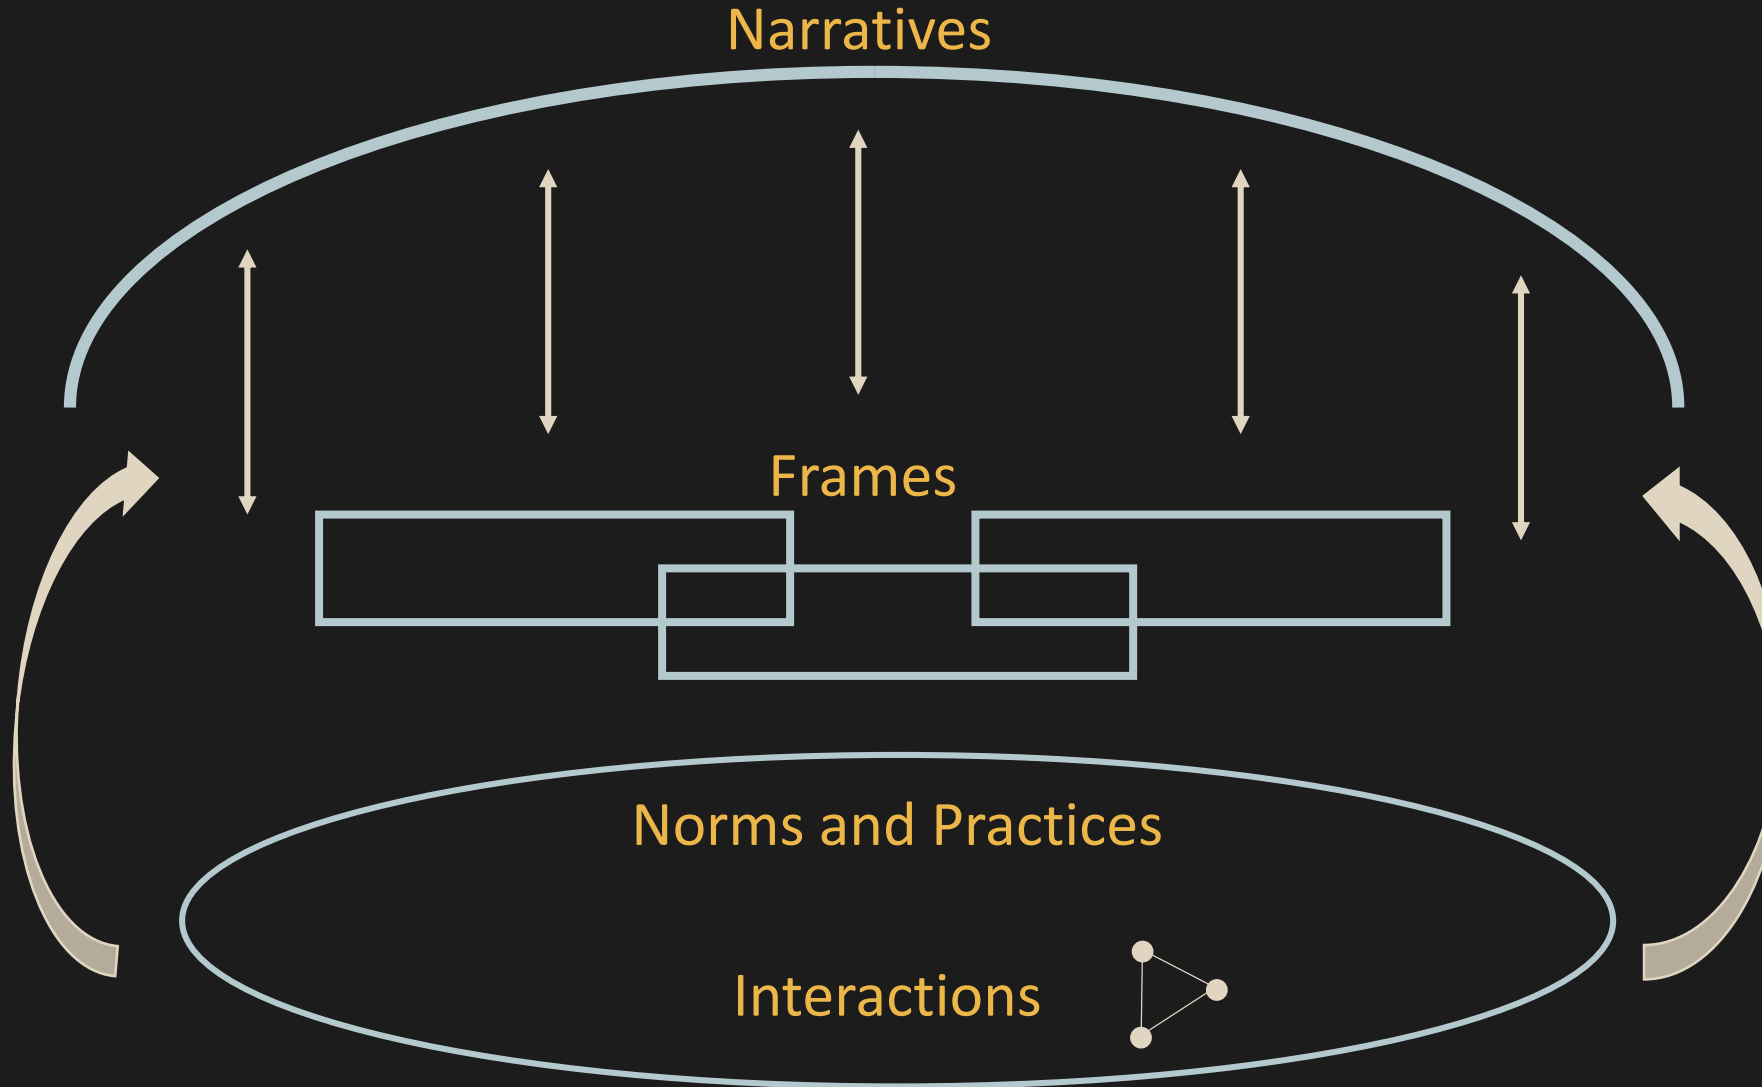 Narratives
Frames
Norms and Practices
Interactions